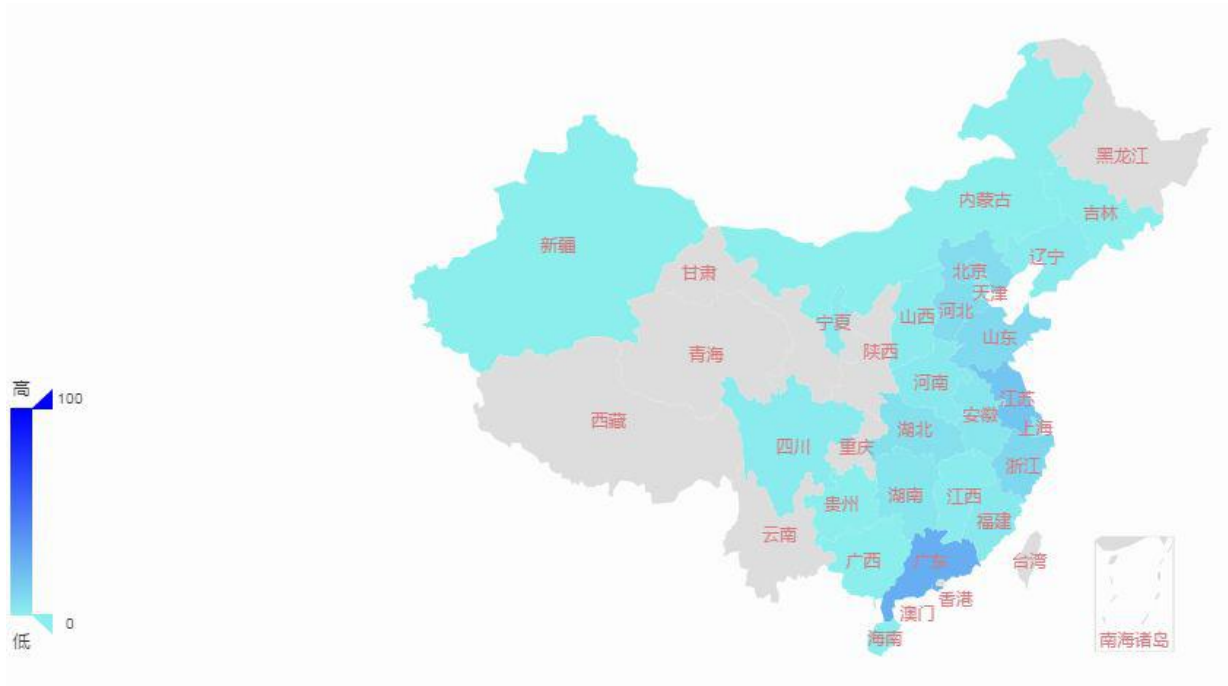 黑龙江
内蒙古
吉林
新疆
辽宁
甘肃
北京
天津
宁夏
山西
河北
山东
陕西
青海
河南
高
100
江苏
西藏
安徽
湖北
上海
四川
重庆
浙江
湖南
江西
贵州
福建
云南
广西
广东
台湾
香港
澳门
0
低
海南
南海诸岛